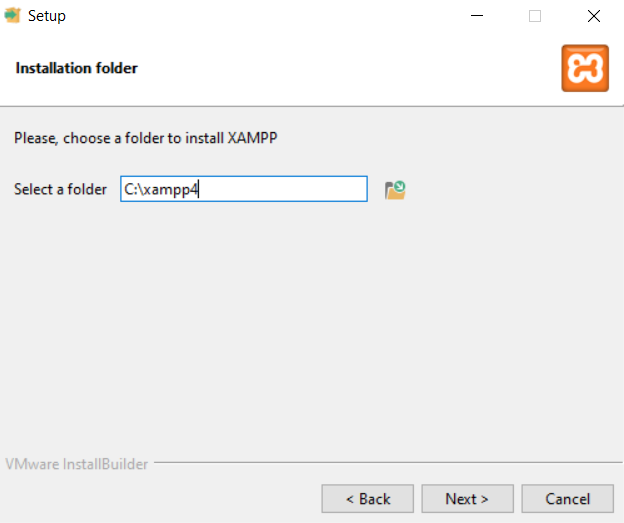 Setup
Installation folder
Please, choose a folder to install XAMPP
Select a folder C:\xampp4
VMware InstallBuilder
< Back Next > Cancel